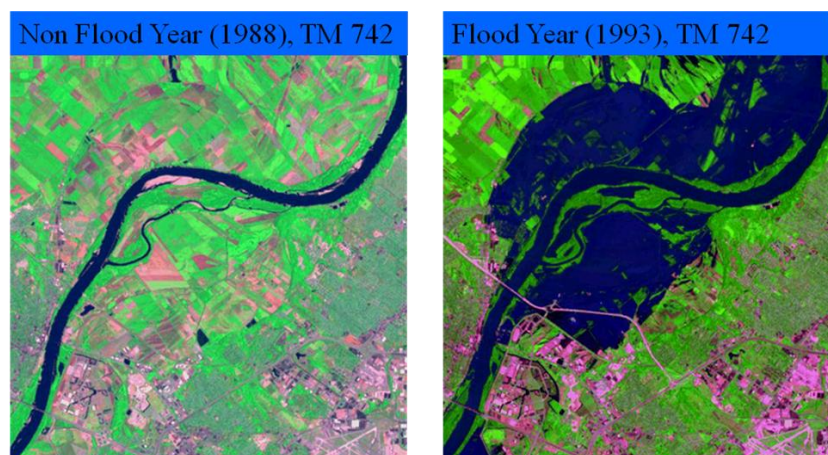 Non Flood Year (1988), TM 742
Flood Year (1993), TM 742